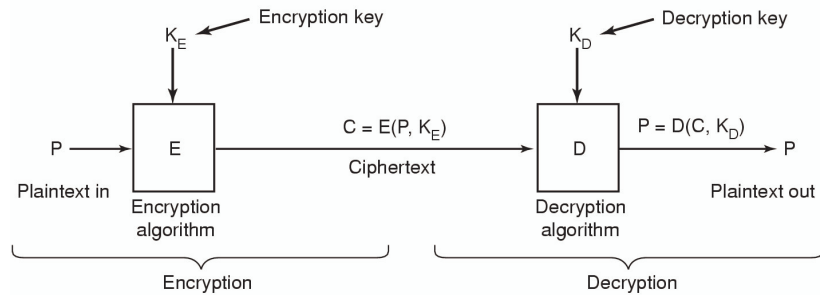 Encryption key
Decryption key
K_E
K_D
P
E
C = E(P, K_E)
Ciphertext
D
P = D(C, K_D)
P
Plaintext in
Encryption
algorithm
Decryption
algorithm
Plaintext out
Encryption
Decryption